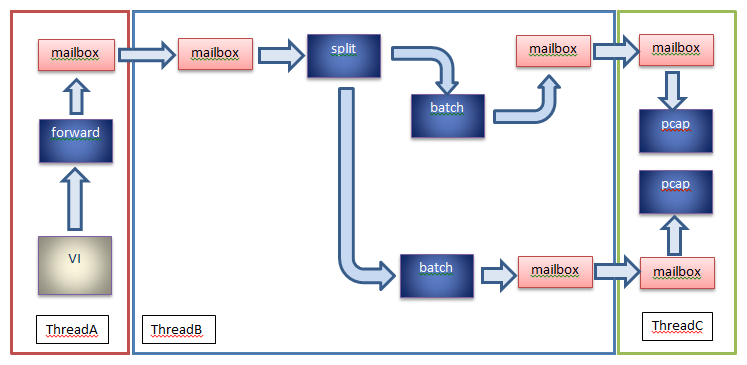 mailbox
mailbox
split
mailbox
mailbox
batch
forward
pcap
pcap
VI
batch
mailbox
mailbox
ThreadA
ThreadB
ThreadC